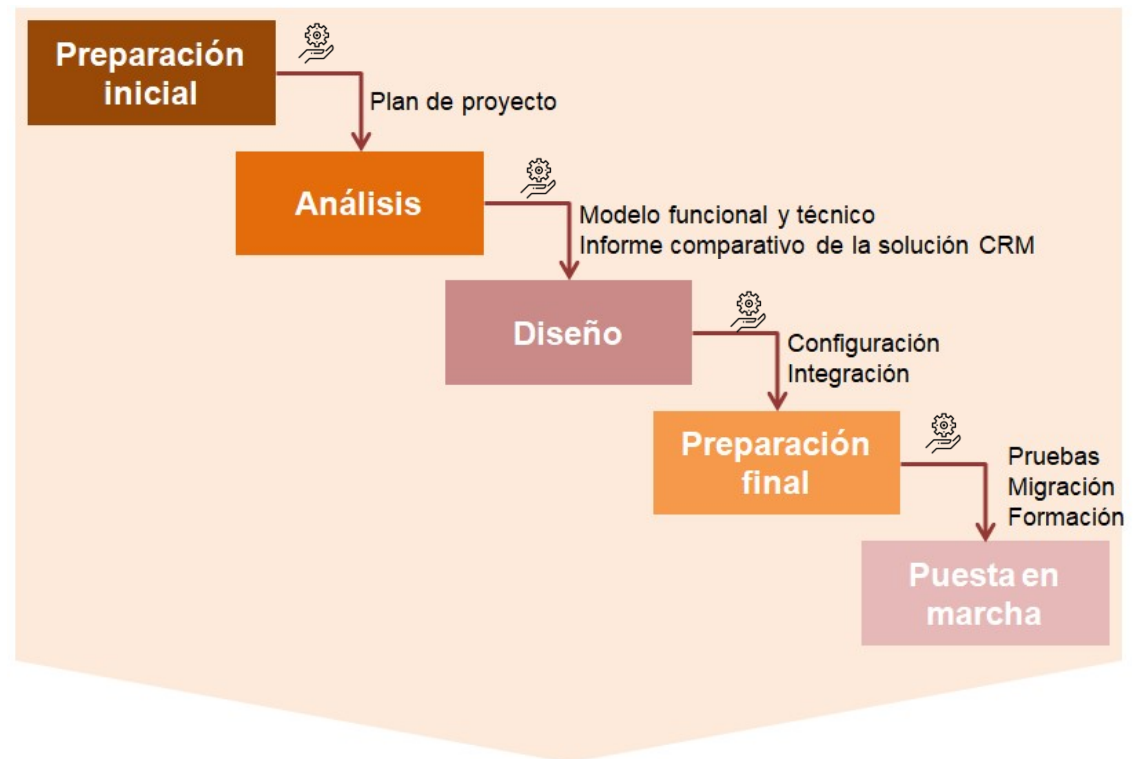 Preparación
inicial
Plan de proyecto
Análisis
Modelo funcional y técnico
Informe comparativo de la solución CRM
Diseño
Configuración
Integración
Preparación
final
Pruebas
Migración
Formación
Puesta en
marcha